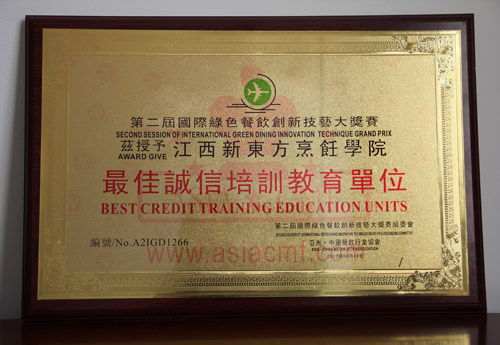 第二屆國際綠色餐飲創新技藝大獎賽
SECOND SESSION OF INTERNATIONAL GREEN DINING INNOVATION TECHNIQUE GRAND PRIX
茲授予 江西新東方烹飪學院
AWARD GIVE
最佳誠信培訓教育單位
BEST CREDIT TRAINING EDUCATION UNITS
第二屆國際綠色餐飲創新技藝大獎賽組委會
編號/No.A2IGD1266
亞洲·中國餐飲行業協會
www.asiacmf.c